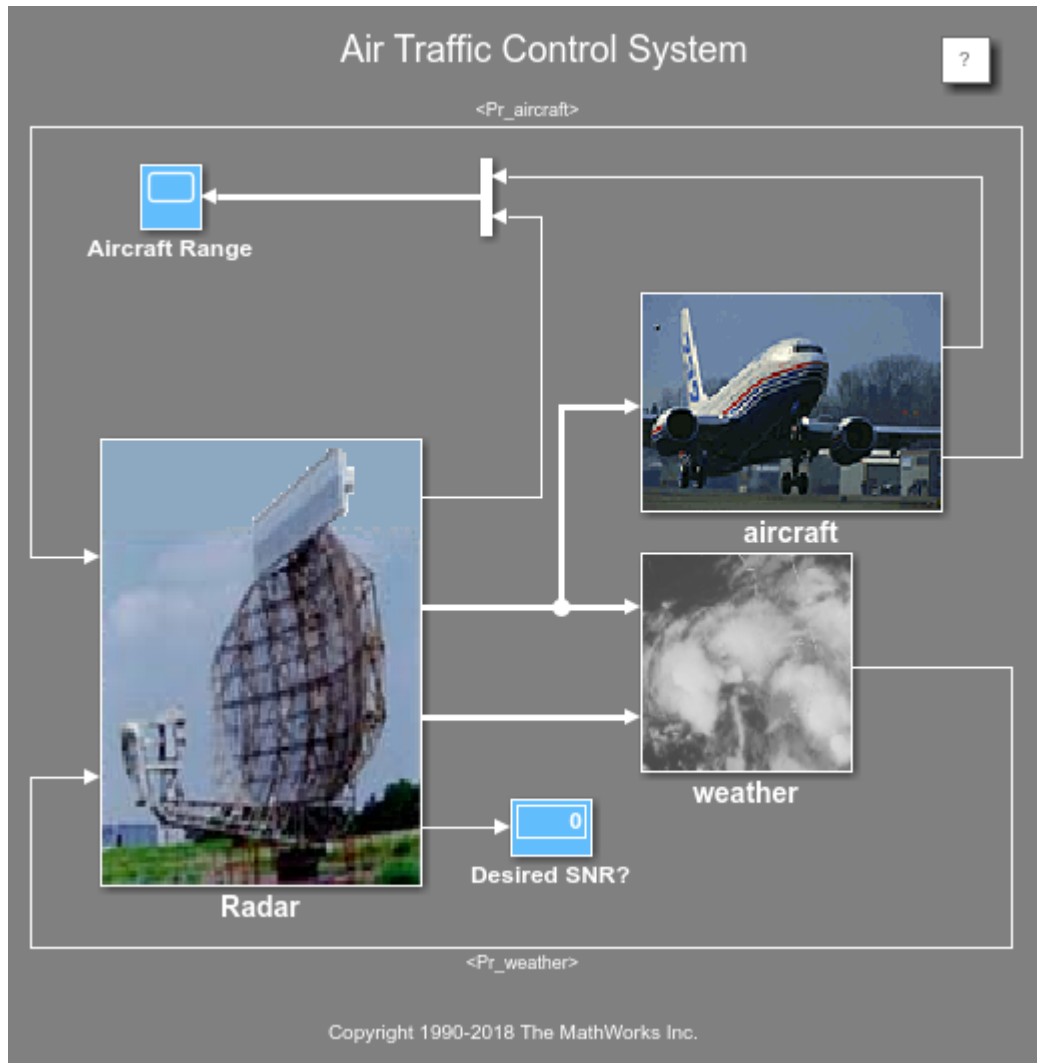 Air Traffic Control System
?
<Pr_aircraft>
Aircraft Range
aircraft
weather
0
Desired SNR?
Radar
<Pr_weather>
Copyright 1990-2018 The MathWorks Inc.